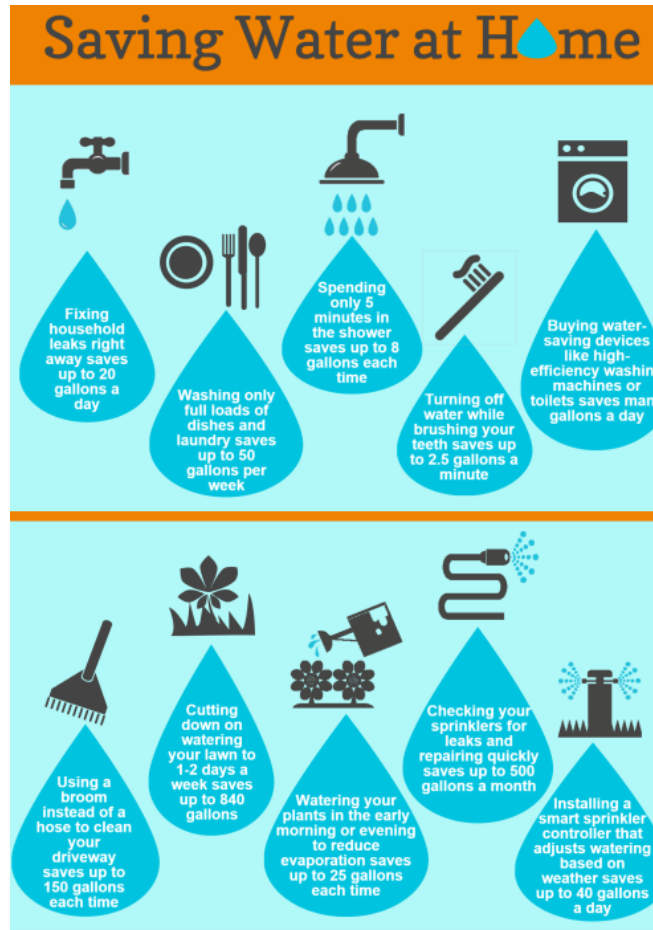 Saving Water at Home
Fixing
household
leaks right
away saves
up to 20
gallons a
day
Washing only
full loads of
dishes and
laundry saves
up to 50
gallons per
week
Spending
only 5
minutes in
the shower
saves up to 8
gallons each
time
Turning off
water while
brushing your
teeth saves up
to 2.5 gallons a
minute
Buying water-
saving devices
like high-
efficiency washin
machines or
toilets saves man
gallons a day
Using a
broom
instead of a
hose to clean
your
driveway
saves up to
150 gallons
each time
Cutting
down on
watering
your lawn to
1-2 days a
week saves
up to 840
gallons
Watering your
plants in the early
morning or evening
to reduce
evaporation saves
up to 25 gallons
each time
Checking your
sprinklers for
leaks and
repairing quickly
saves up to 500
gallons a month
Installing a
smart sprinkler
controller that
adjusts watering
based on
weather saves
up to 40 gallons
a day